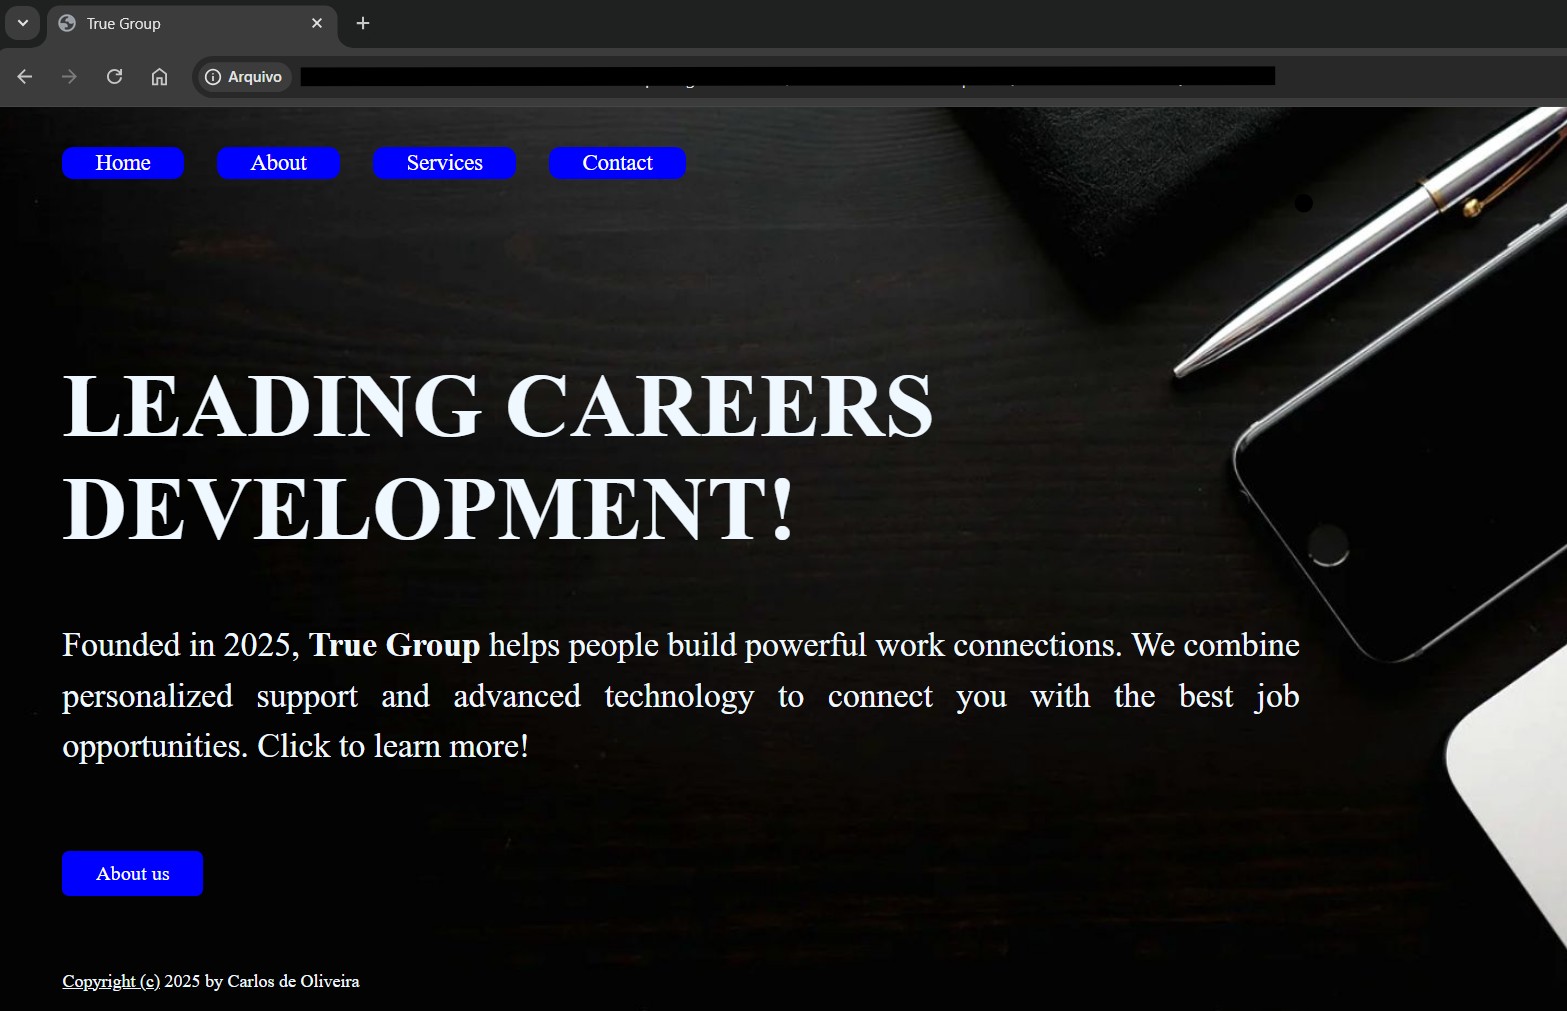 True Group
Arquivo
Home About Services Contact
LEADING CAREERS
DEVELOPMENT!
Founded in 2025, True Group helps people build powerful work connections. We combine
personalized support and advanced technology to connect you with the best job
opportunities. Click to learn more!
About us
Copyright (c) 2025 by Carlos de Oliveira